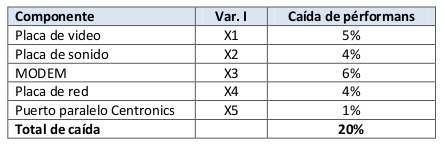 Componente Var. I Caída de pérformans
Placa de video X1 5%
Placa de sonido X2 4%
MODEM X3 6%
Placa de red X4 4%
Puerto paralelo Centronics X5 1%
Total de caída 20%